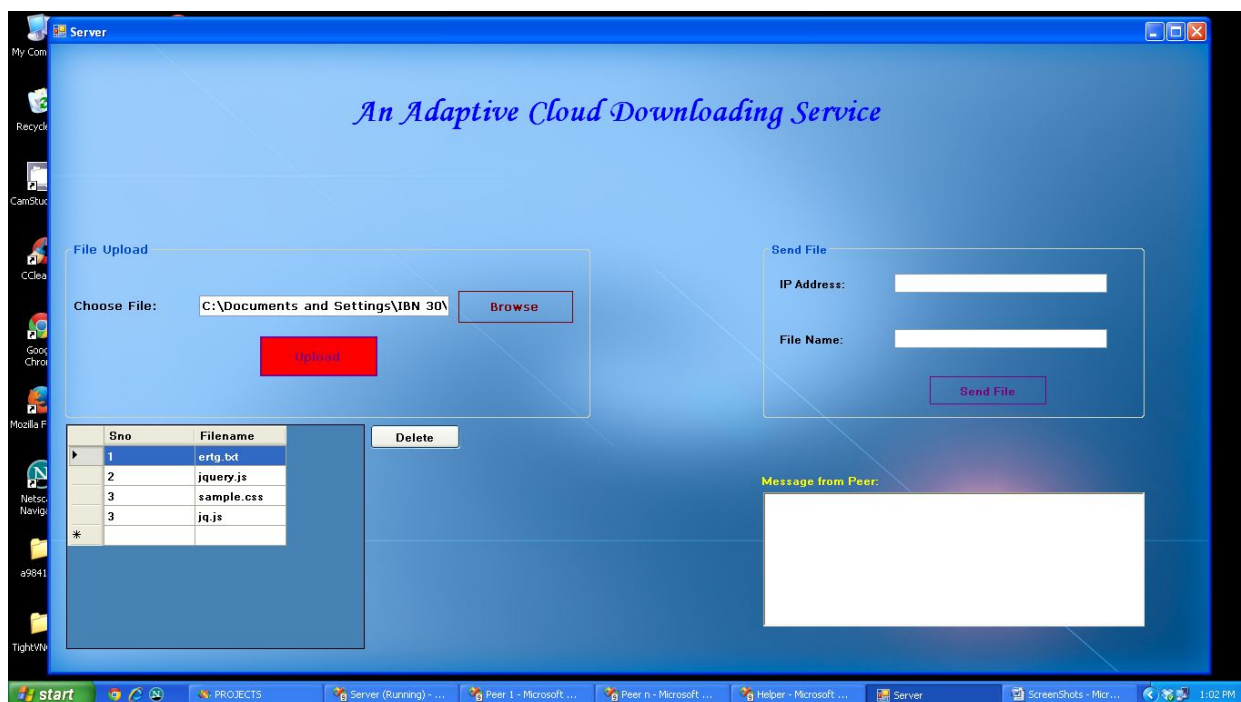 Server
My Com
Recycle
CamStud
CClea
Goog
Chro
Mozilla F
Netsc
Naviga
a9841
TightVN
An Adaptive Cloud Downloading Service
File Upload
Choose File:
C:\Documents and Settings\IBN 30\
Browse
Upload
Send File
IP Address:
File Name:
Send File
Sno Filename
1 ertg.txt
2 jquery.js
3 sample.css
3 jq.js
*
Delete
Message from Peer:
start
PROJECTS
Server (Running) - ...
Peer 1 - Microsoft ...
Peer n - Microsoft ...
Helper - Microsoft ...
Server
ScreenShots - Micr...
1:02 PM